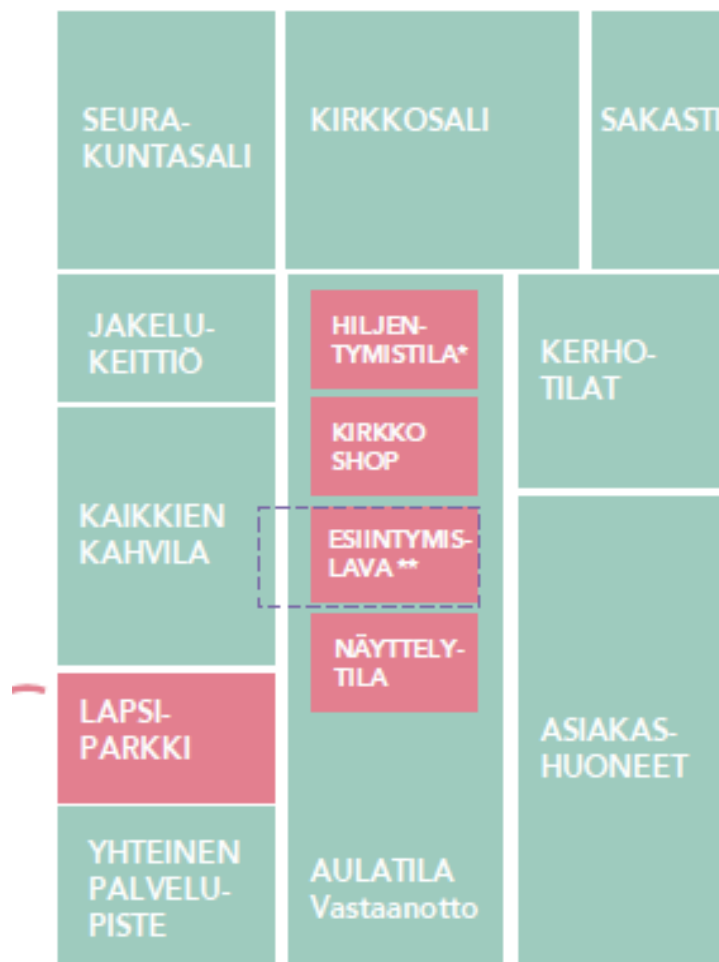 SEURA-
KUNTASALI
KIRKKOSALI
SAKASTI
JAKELU-
KEITTIÖ
HILJEN-
TYMISTILA*
KIRKKO
SHOP
KERHO-
TILAT
KAIKKIEN
KAHVILA
ESIINTYMIS-
LAVA **
NÄYTTELY-
TILA
LAPSI-
PARKKI
ASIAKAS-
HUONEET
YHTEINEN
PALVELU-
PISTE
AULATILA
Vastaanotto